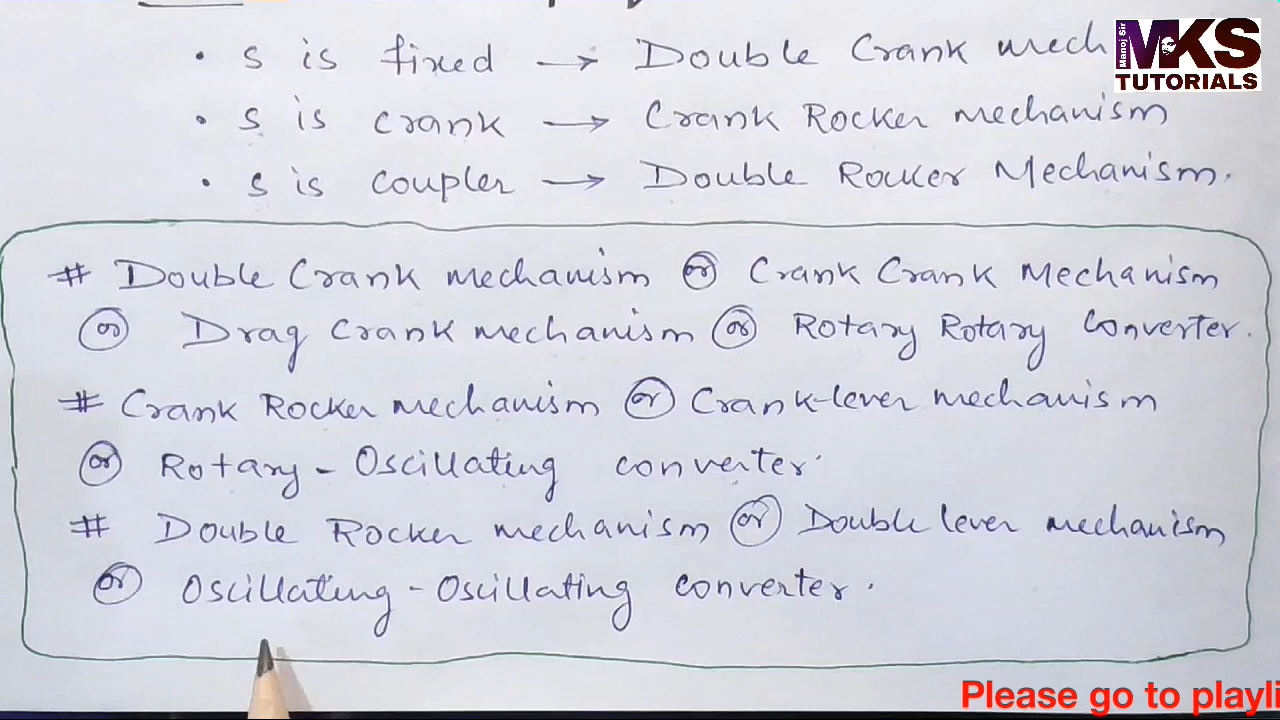 • s is fixed → Double Crank mech
• s is crank → Crank Rocker mechanism
• s is coupler → Double Rocker Mechanism.
# Double Crank mechanism or Crank Crank Mechanism
or Drag Crank mechanism or Rotary Rotary Converter.
# Crank Rocker mechanism or Crank-lever mechanism
or Rotary - Oscillating converter.
# Double Rocker mechanism or Double lever mechanism
or Oscillating - Oscillating converter.
Manoj Sir
MKS
TUTORIALS
Please go to playli